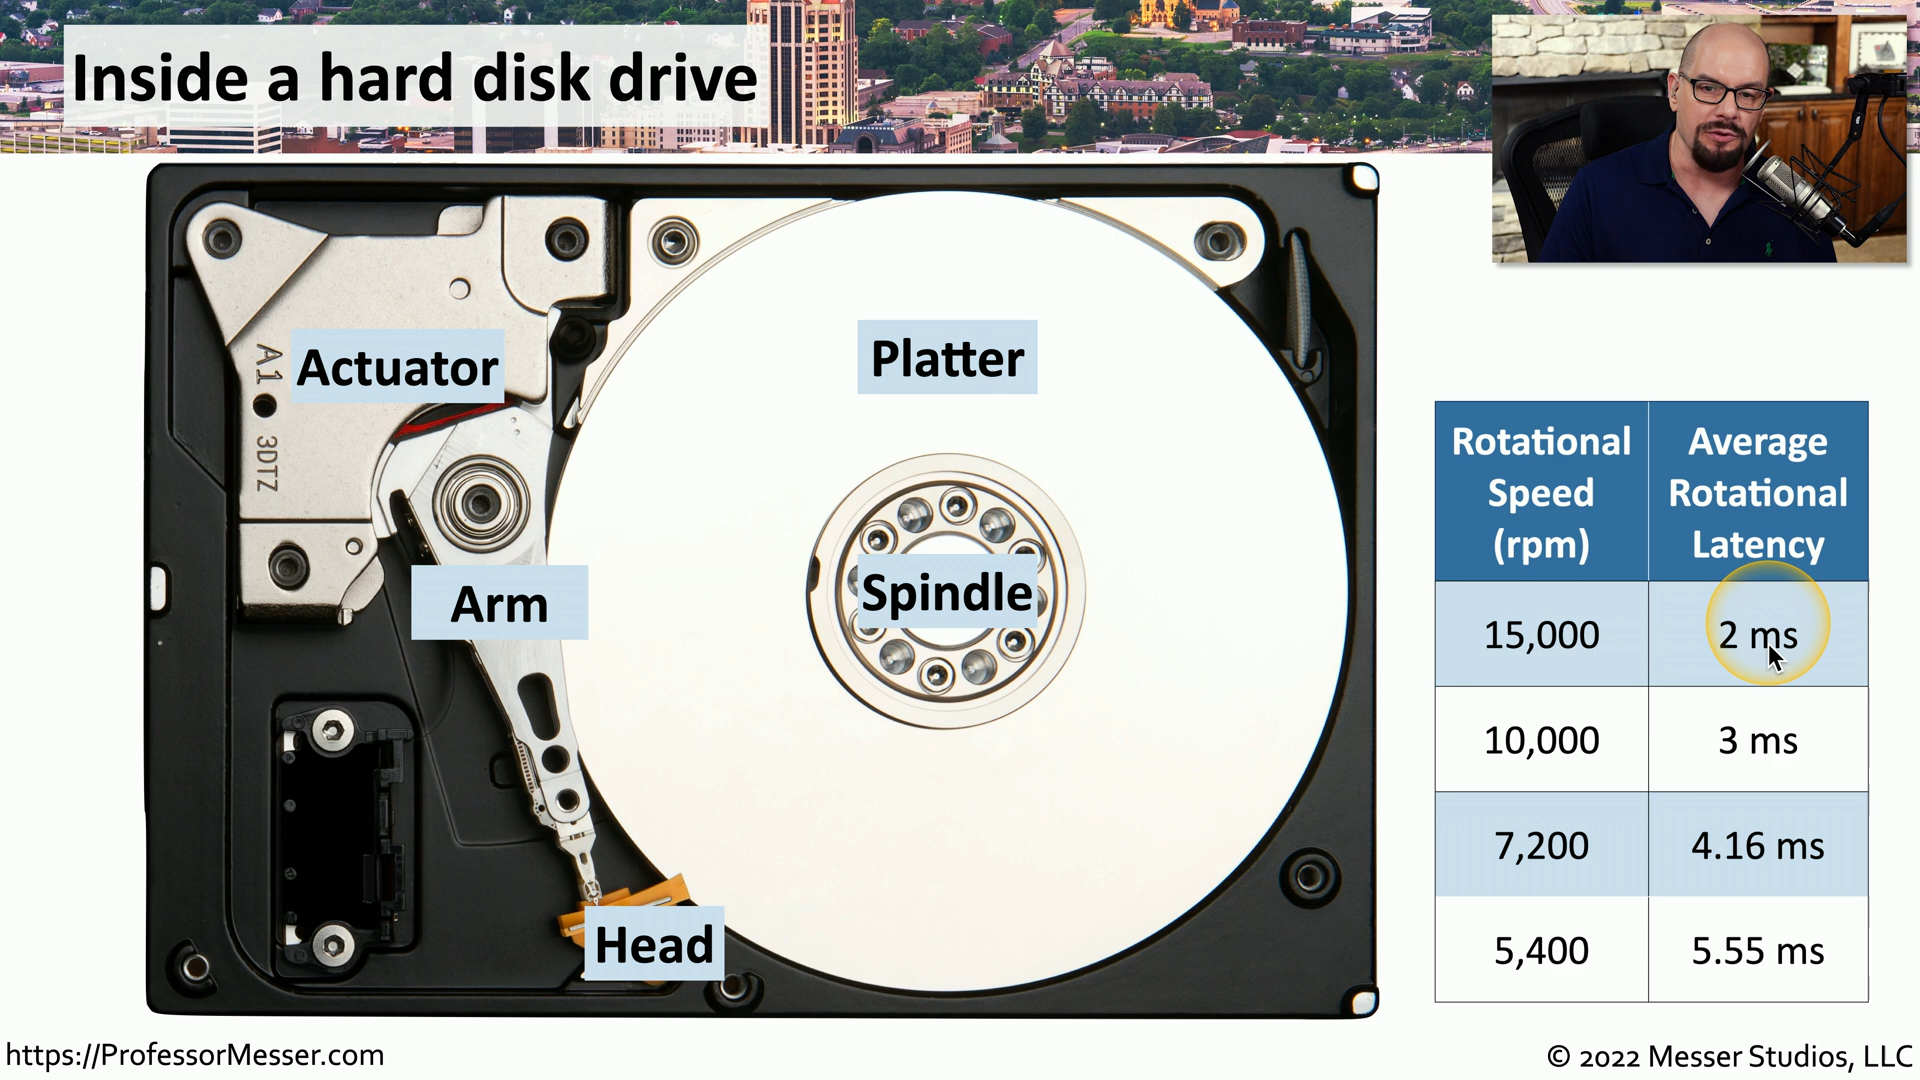 Inside a hard disk drive
Actuator
Platter
A1
3DTZ
Arm
Spindle
Head
Rotational Speed (rpm)
Average Rotational Latency
15,000
2 ms
10,000
3 ms
7,200
4.16 ms
5,400
5.55 ms
https://ProfessorMesser.com
© 2022 Messer Studios, LLC